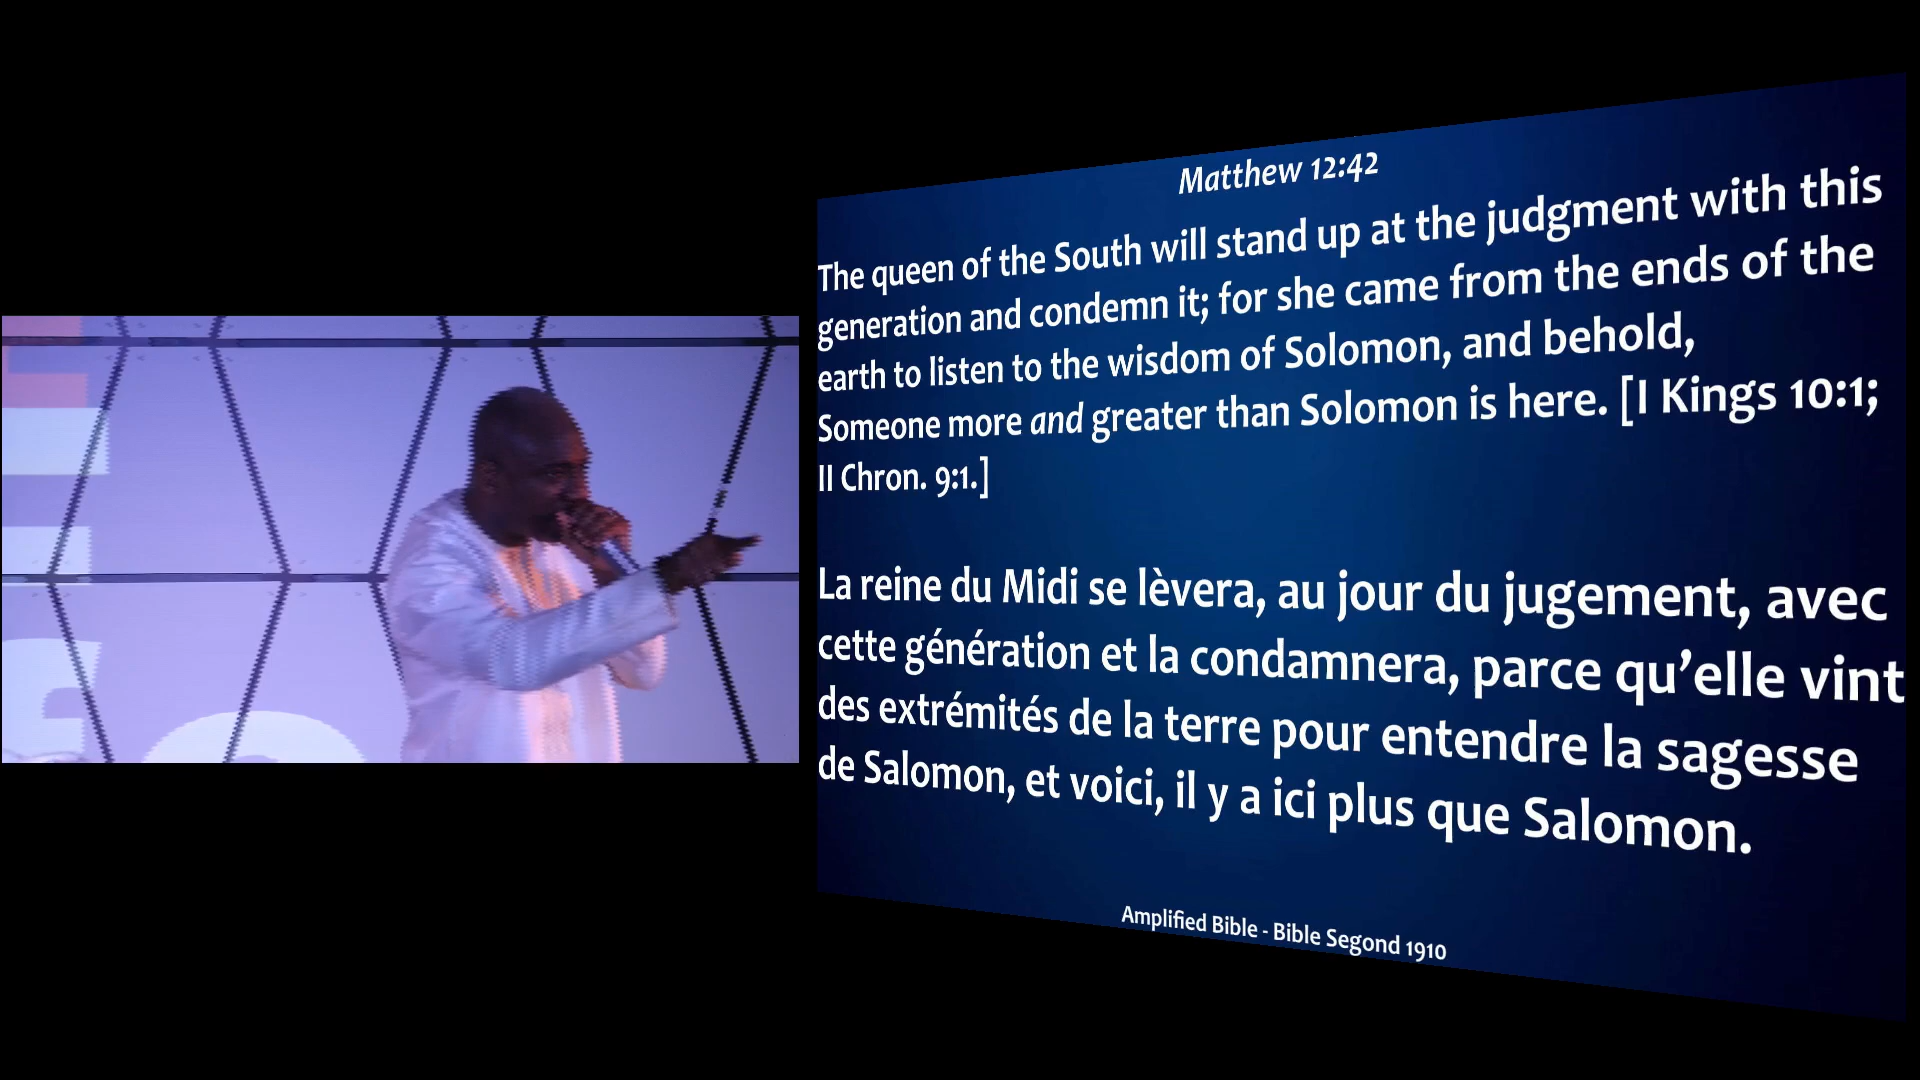 Matthew 12:42
The queen of the South will stand up at the judgment with this
generation and condemn it; for she came from the ends of the
earth to listen to the wisdom of Solomon, and behold,
Someone more and greater than Solomon is here. [I Kings 10:1;
II Chron. 9:1.]
La reine du Midi se lèvera, au jour du jugement, avec
cette génération et la condamnera, parce qu’elle vint
des extrémités de la terre pour entendre la sagesse
de Salomon, et voici, il y a ici plus que Salomon.
Amplified Bible - Bible Segond 1910